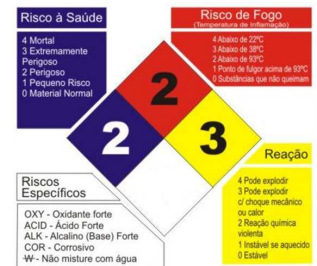 Risco à Saúde
4 Mortal
3 Extremamente
Perigoso
2 Perigoso
1 Pequeno Risco
0 Material Normal
Risco de Fogo
(Temperatura de Inflamação)
4 Abaixo de 22ºC
3 Abaixo de 38ºC
2 Abaixo de 93ºC
1 Ponto de fulgor acima de 93ºC
0 Substâncias que não queimam
2
2
3
Reação
4 Pode explodir
3 Pode explodir
c/ choque mecânico
ou calor
2 Reação química
violenta
1 Instável se aquecido
0 Estável
Riscos
Específicos
OXY - Oxidante forte
ACID - Ácido Forte
ALK - Alcalino (Base) Forte
COR - Corrosivo
W - Não misture com água